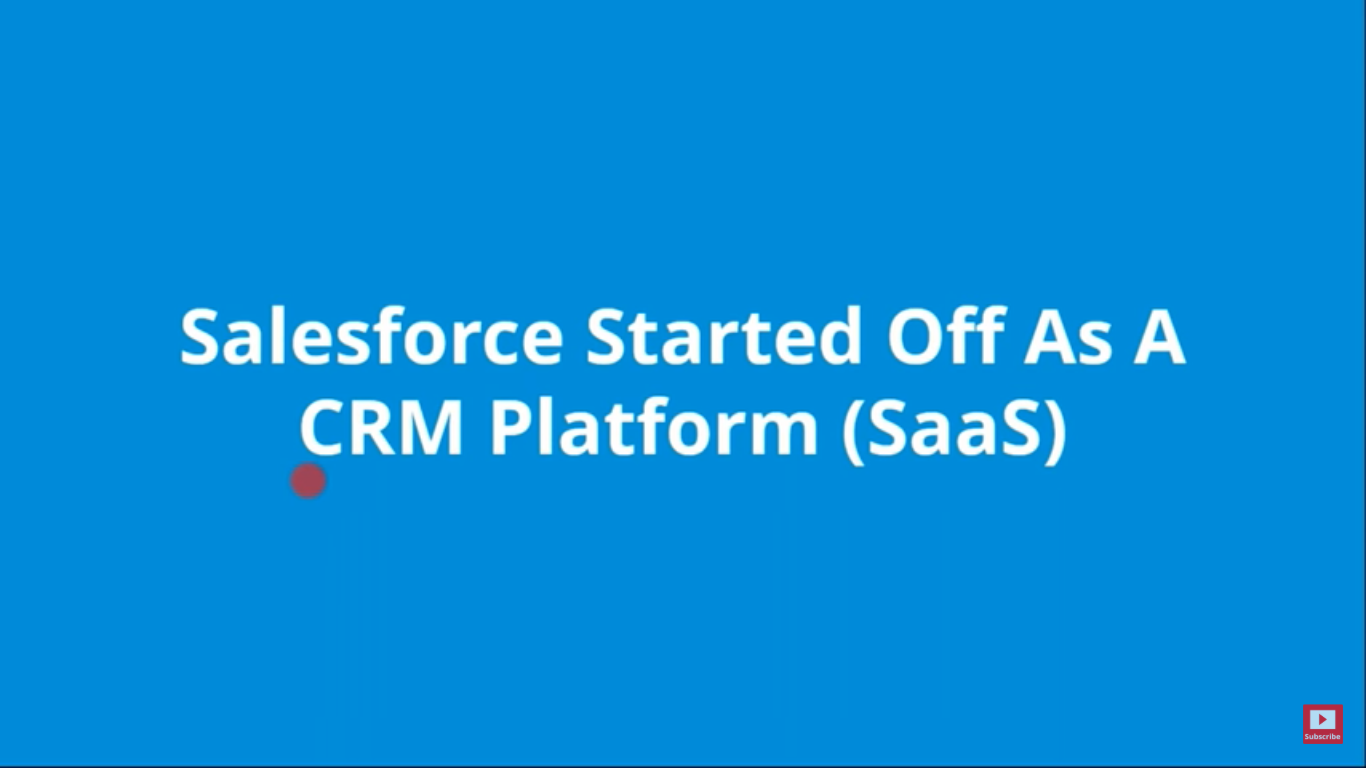 Salesforce Started Off As A
CRM Platform (SaaS)
Subscribe